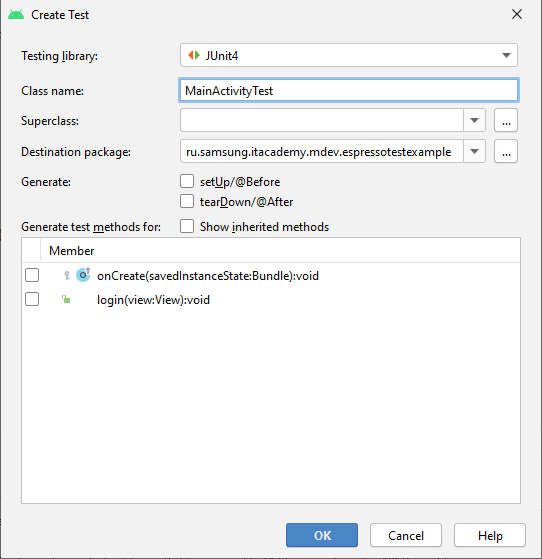 Create Test
Testing library: JUnit4
Class name: MainActivityTest
Superclass: ...
Destination package: ru.samsung.itacademy.mdev.espressotestexample ...
Generate: setUp/@Before
tearDown/@After
Generate test methods for: Show inherited methods
Member
onCreate(savedInstanceState:Bundle):void
login(view:View):void
OK Cancel Help